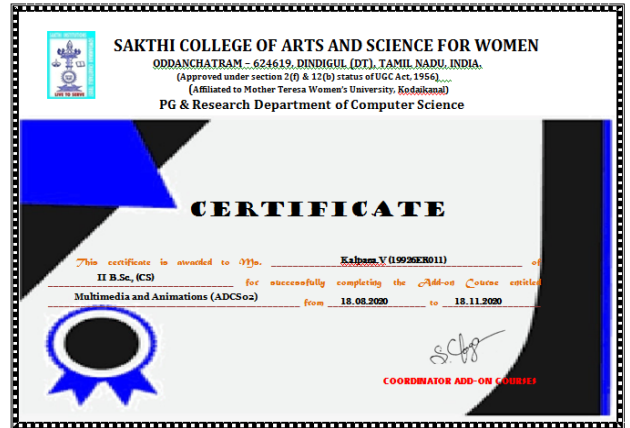 SAKTHI COLLEGE OF ARTS AND SCIENCE FOR WOMEN
ODDANCHATRAM – 624619. DINDIGUL (DT), TAMIL NADU, INDIA.
(Approved under section 2(f) & 12(b) status of UGC Act, 1956)
(Affiliated to Mother Teresa Women's University, Kodaikanal)
PG & Research Department of Computer Science
LIVE TO SERVE
CERTIFICATE
This certificate is awarded to Ms. Kalpana.V (19926ER011) of
II B.Sc., (CS) for successfully completing the Add-on Course entitled
Multimedia and Animations (ADCS02) from 18.08.2020 to 18.11.2020
COORDINATOR ADD-ON COURSES